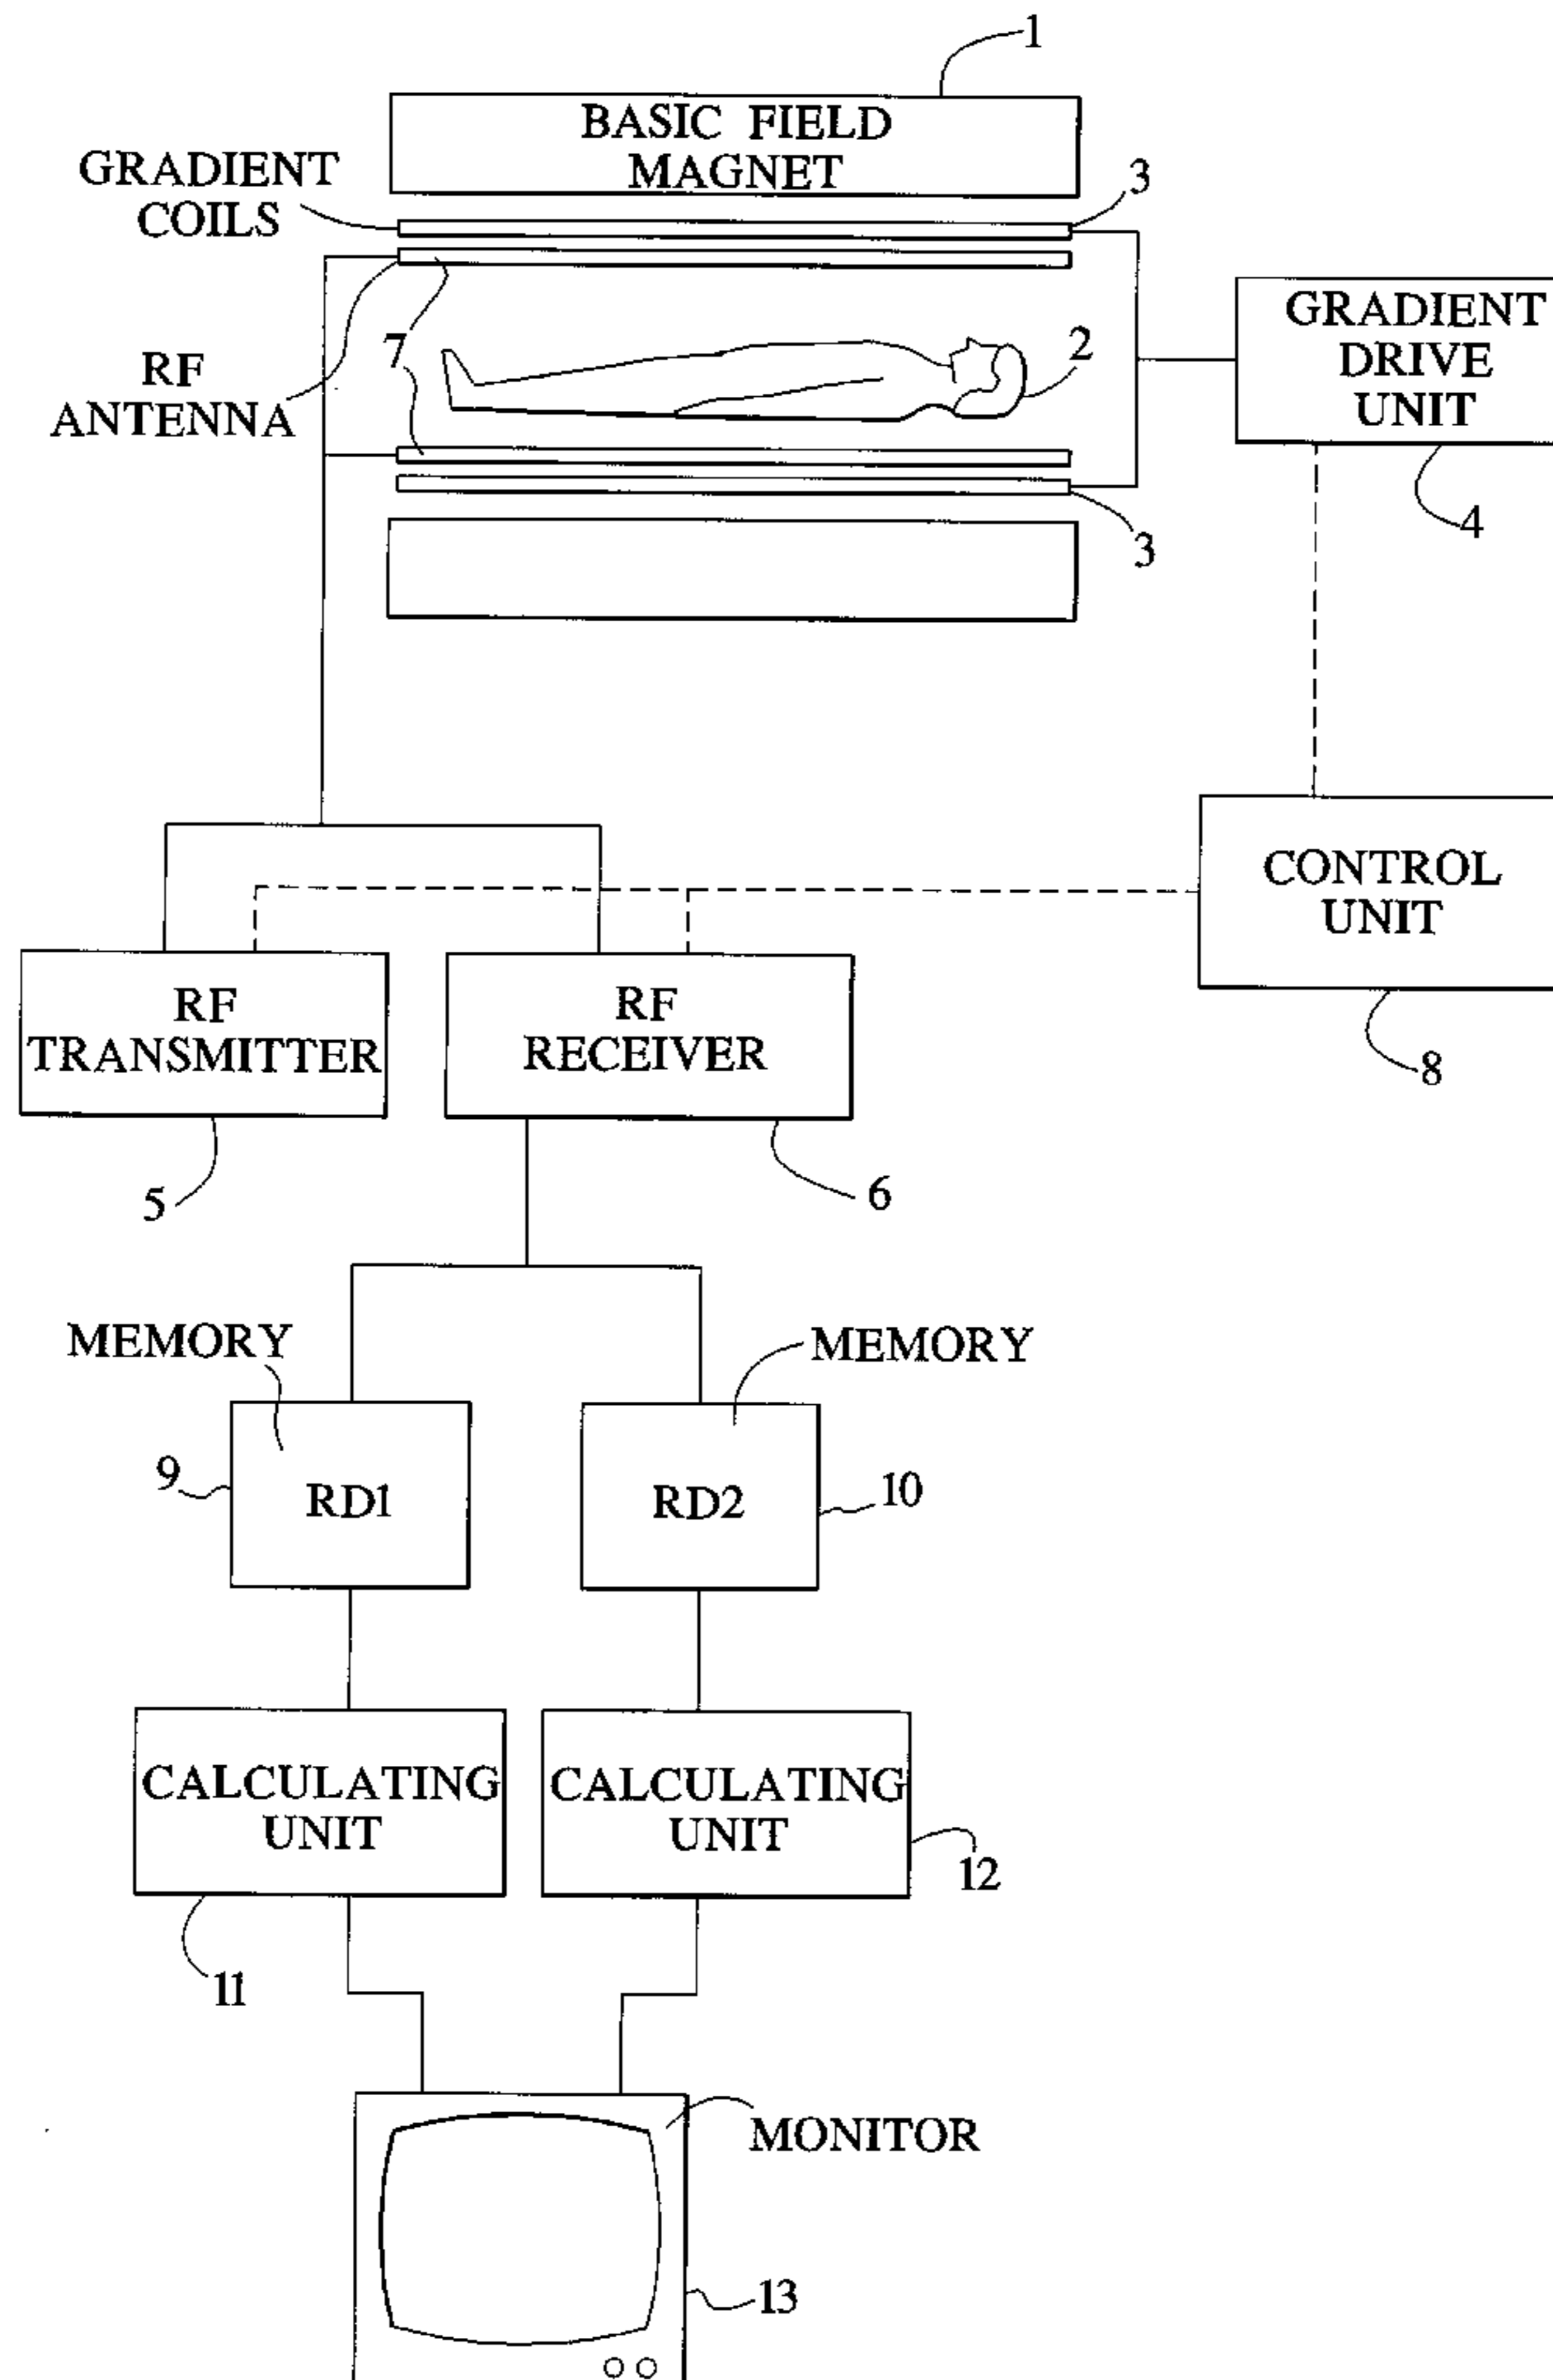 1
BASIC FIELD
MAGNET
GRADIENT
COILS
3
GRADIENT
DRIVE
UNIT
7
2
RF
ANTENNA
4
3
CONTROL
UNIT
RF
TRANSMITTER
RF
RECEIVER
8
5
6
MEMORY
MEMORY
9
RD1
RD2
10
CALCULATING
UNIT
CALCULATING
UNIT
12
11
MONITOR
13